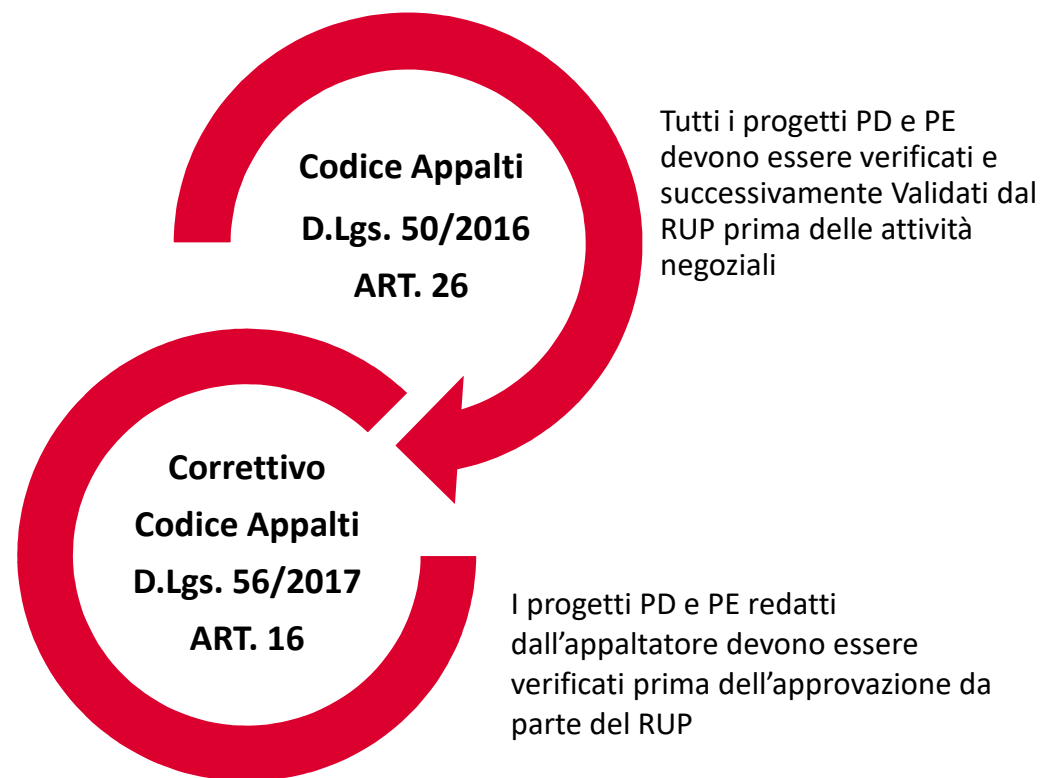 Codice Appalti
D.Lgs. 50/2016
ART. 26
Tutti i progetti PD e PE
devono essere verificati e
successivamente Validati dal
RUP prima delle attività
negoziali
Correttivo
Codice Appalti
D.Lgs. 56/2017
ART. 16
I progetti PD e PE redatti
dall’appaltatore devono essere
verificati prima dell’approvazione da
parte del RUP